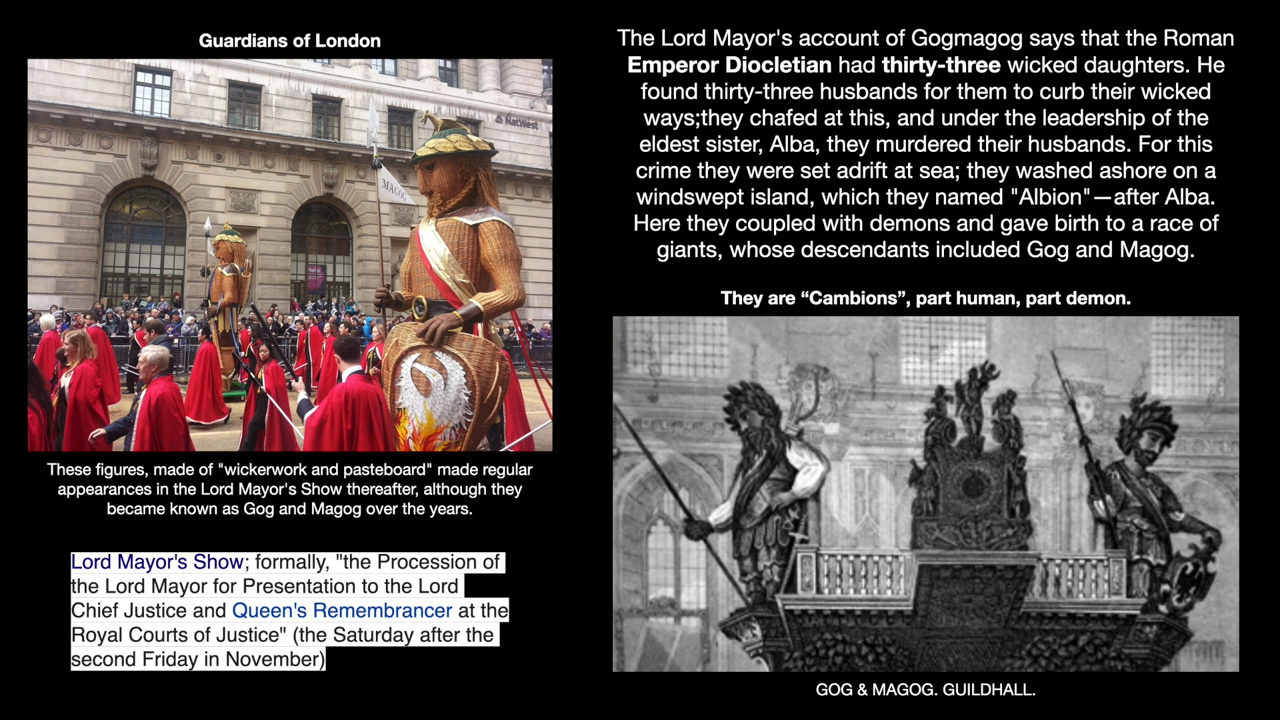 Guardians of London
NatWest
MAGOG
These figures, made of "wickerwork and pasteboard" made regular
appearances in the Lord Mayor's Show thereafter, although they
became known as Gog and Magog over the years.
Lord Mayor's Show; formally, "the Procession of
the Lord Mayor for Presentation to the Lord
Chief Justice and Queen's Remembrancer at the
Royal Courts of Justice" (the Saturday after the
second Friday in November)
The Lord Mayor's account of Gogmagog says that the Roman
Emperor Diocletian had thirty-three wicked daughters. He
found thirty-three husbands for them to curb their wicked
ways;they chafed at this, and under the leadership of the
eldest sister, Alba, they murdered their husbands. For this
crime they were set adrift at sea; they washed ashore on a
windswept island, which they named "Albion"—after Alba.
Here they coupled with demons and gave birth to a race of
giants, whose descendants included Gog and Magog.
They are “Cambions”, part human, part demon.
GOG & MAGOG. GUILDHALL.